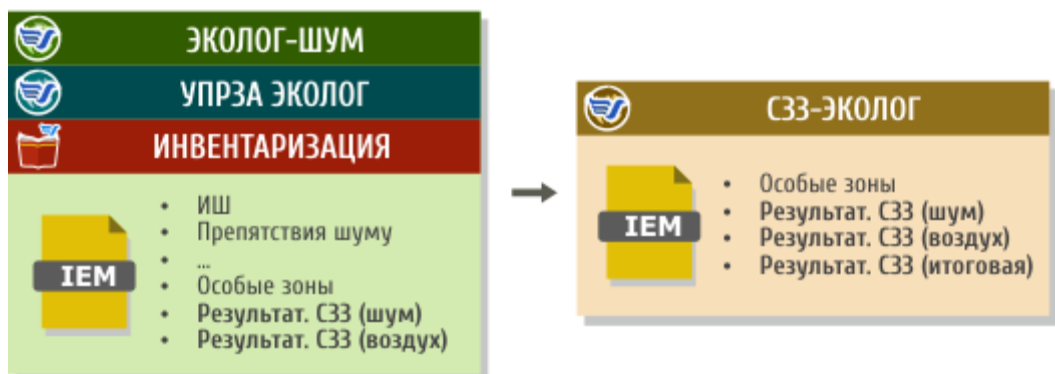 ЭКОЛОГ-ШУМ
УПРЗА ЭКОЛОГ
ИНВЕНТАРИЗАЦИЯ
IEM
• ИШ
• Препятствия шуму
• ...
• Особые зоны
• Результат. СЗЗ (шум)
• Результат. СЗЗ (воздух)
СЗЗ-ЭКОЛОГ
IEM
• Особые зоны
• Результат. СЗЗ (шум)
• Результат. СЗЗ (воздух)
• Результат. СЗЗ (итоговая)